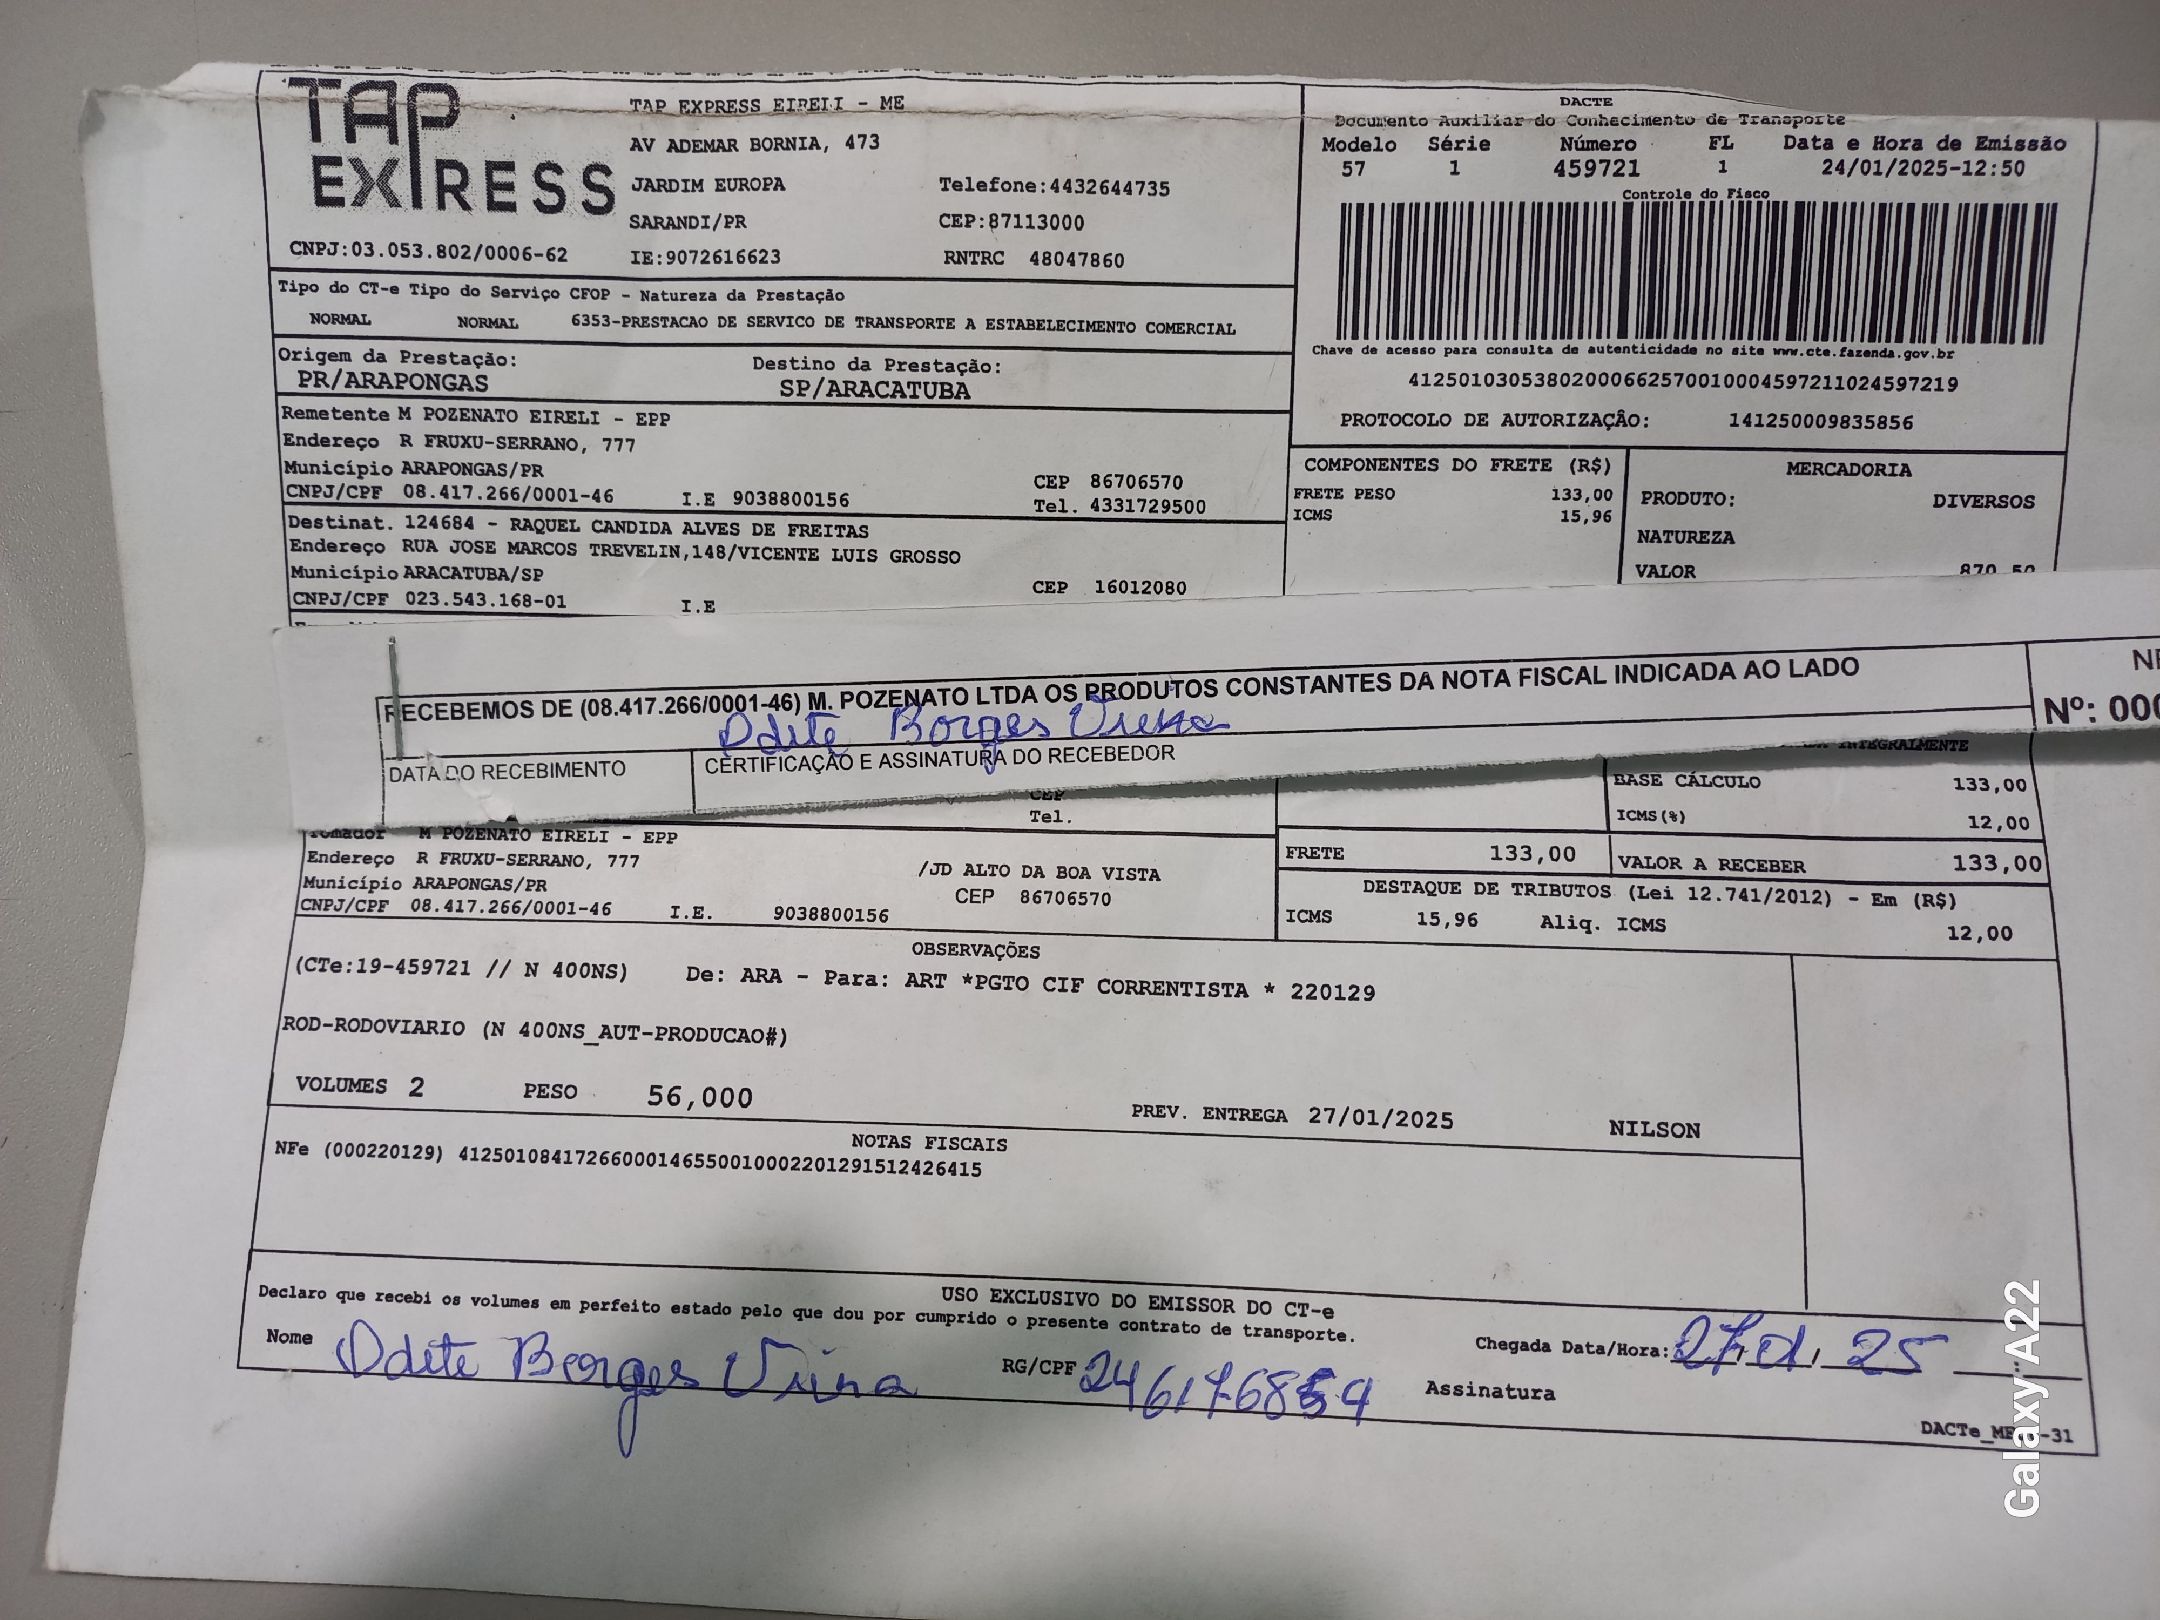 TAP EXPRESS
TAP EXPRESS EIRELI - ME
AV ADEMAR BORNIA, 473
JARDIM EUROPA Telefone:4432644735
SARANDI/PR CEP:87113000
CNPJ:03.053.802/0006-62 IE:9072616623 RNTRC 48047860
DACTE
Documento Auxiliar do Conhecimento de Transporte
Modelo Série Número FL Data e Hora de Emissão
57 1 459721 1 24/01/2025-12:50
Controle do Fisco
Chave de acesso para consulta de autenticidade no site www.cte.fazenda.gov.br
41250103053802000662570010004597211024597219
PROTOCOLO DE AUTORIZAÇÂO: 141250009835856
Tipo do CT-e Tipo do Serviço CFOP - Natureza da Prestação
NORMAL NORMAL 6353-PRESTACAO DE SERVICO DE TRANSPORTE A ESTABELECIMENTO COMERCIAL
Origem da Prestação: Destino da Prestação:
PR/ARAPONGAS SP/ARACATUBA
Remetente M POZENATO EIRELI - EPP
Endereço R FRUXU-SERRANO, 777
Município ARAPONGAS/PR CEP 86706570
CNPJ/CPF 08.417.266/0001-46 I.E 9038800156 Tel. 4331729500
Destinat. 124684 - RAQUEL CANDIDA ALVES DE FREITAS
Endereço RUA JOSE MARCOS TREVELIN,148/VICENTE LUIS GROSSO
Município ARACATUBA/SP CEP 16012080
CNPJ/CPF 023.543.168-01 I.E
COMPONENTES DO FRETE (R$)
FRETE PESO 133,00
ICMS 15,96
MERCADORIA
PRODUTO: DIVERSOS
NATUREZA
VALOR 870,50
RECEBEMOS DE (08.417.266/0001-46) M. POZENATO LTDA OS PRODUTOS CONSTANTES DA NOTA FISCAL INDICADA AO LADO
Nº: 000
Odete Borges
DATA DO RECEBIMENTO CERTIFICAÇÃO E ASSINATURA DO RECEBEDOR
INTEGRALMENTE
BASE CÁLCULO 133,00
ICMS(%) 12,00
CEP
Tel.
Tomador M POZENATO EIRELI - EPP
Endereço R FRUXU-SERRANO, 777 /JD ALTO DA BOA VISTA
Município ARAPONGAS/PR CEP 86706570
CNPJ/CPF 08.417.266/0001-46 I.E. 9038800156
FRETE 133,00 VALOR A RECEBER 133,00
DESTAQUE DE TRIBUTOS (Lei 12.741/2012) - Em (R$)
ICMS 15,96 Aliq. ICMS 12,00
OBSERVAÇÕES
(CTe:19-459721 // N 400NS) De: ARA - Para: ART *PGTO CIF CORRENTISTA * 220129
ROD-RODOVIARIO (N 400NS_AUT-PRODUCAO#)
VOLUMES 2 PESO 56,000 PREV. ENTREGA 27/01/2025 NILSON
NOTAS FISCAIS
NFe (000220129) 41250108417266000146550010002201291512426415
USO EXCLUSIVO DO EMISSOR DO CT-e
Declaro que recebi os volumes em perfeito estado pelo que dou por cumprido o presente contrato de transporte.
Nome Odete Borges RG/CPF Chegada Data/Hora: 27, 01, 25
Assinatura
Galaxy A22